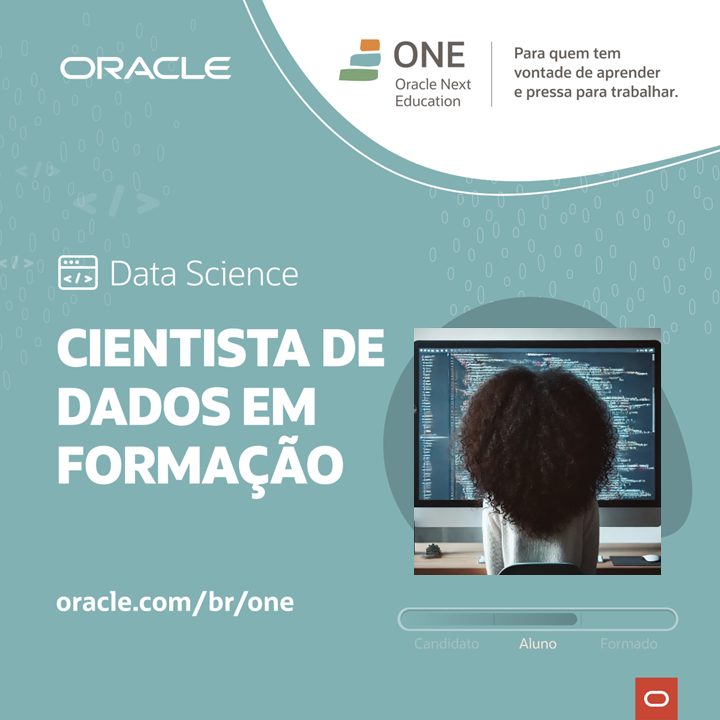 ORACLE
ONE
Oracle Next
Education
Para quem tem
vontade de aprender
e pressa para trabalhar.
</>
</>
</>
Data Science
CIENTISTA DE
DADOS EM
FORMAÇÃO
oracle.com/br/one
Candidato
Aluno
Formado